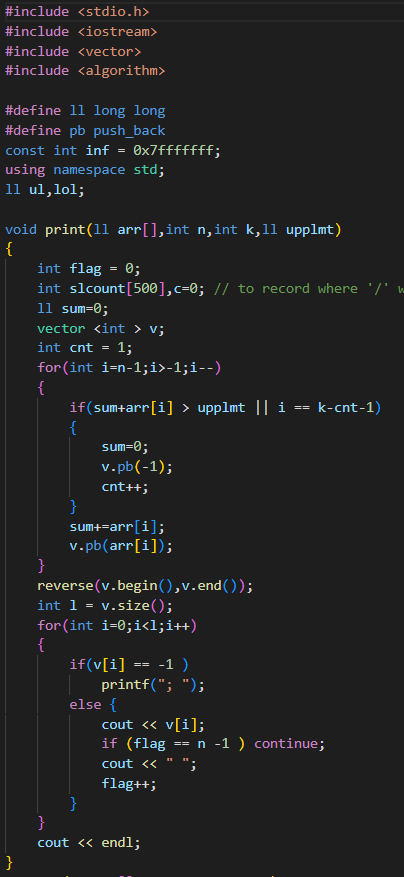 #include <stdio.h>
#include <iostream>
#include <vector>
#include <algorithm>
#define ll long long
#define pb push_back
const int inf = 0x7fffffff;
using namespace std;
ll ul,lol;
void print(ll arr[],int n,int k,ll upplmt)
{
int flag = 0;
int slcount[500],c=0; // to record where '/' w
ll sum=0;
vector <int > v;
int cnt = 1;
for(int i=n-1;i>-1;i--)
{
if(sum+arr[i] > upplmt || i == k-cnt-1)
{
sum=0;
v.pb(-1);
cnt++;
}
sum+=arr[i];
v.pb(arr[i]);
}
reverse(v.begin(),v.end());
int l = v.size();
for(int i=0;i<l;i++)
{
if(v[i] == -1 )
printf("; ");
else {
cout << v[i];
if (flag == n -1 ) continue;
cout << " ";
flag++;
}
}
cout << endl;
}